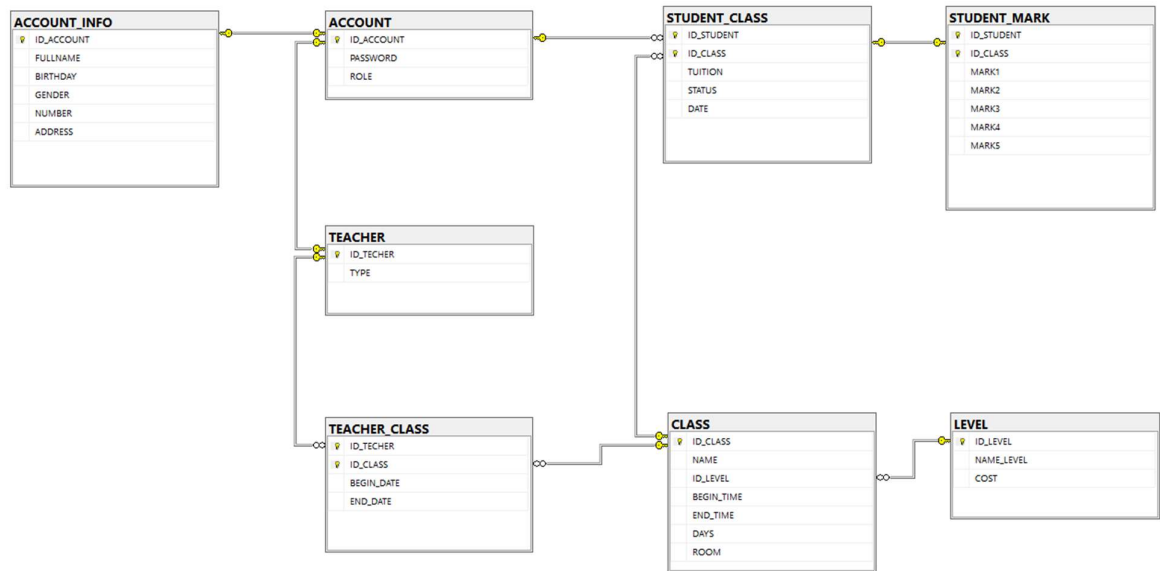 ACCOUNT_INFO
ID_ACCOUNT
FULLNAME
BIRTHDAY
GENDER
NUMBER
ADDRESS
ACCOUNT
ID_ACCOUNT
PASSWORD
ROLE
STUDENT_CLASS
ID_STUDENT
ID_CLASS
TUITION
STATUS
DATE
STUDENT_MARK
ID_STUDENT
ID_CLASS
MARK1
MARK2
MARK3
MARK4
MARK5
TEACHER
ID_TECHER
TYPE
TEACHER_CLASS
ID_TECHER
ID_CLASS
BEGIN_DATE
END_DATE
CLASS
ID_CLASS
NAME
ID_LEVEL
BEGIN_TIME
END_TIME
DAYS
ROOM
LEVEL
ID_LEVEL
NAME_LEVEL
COST